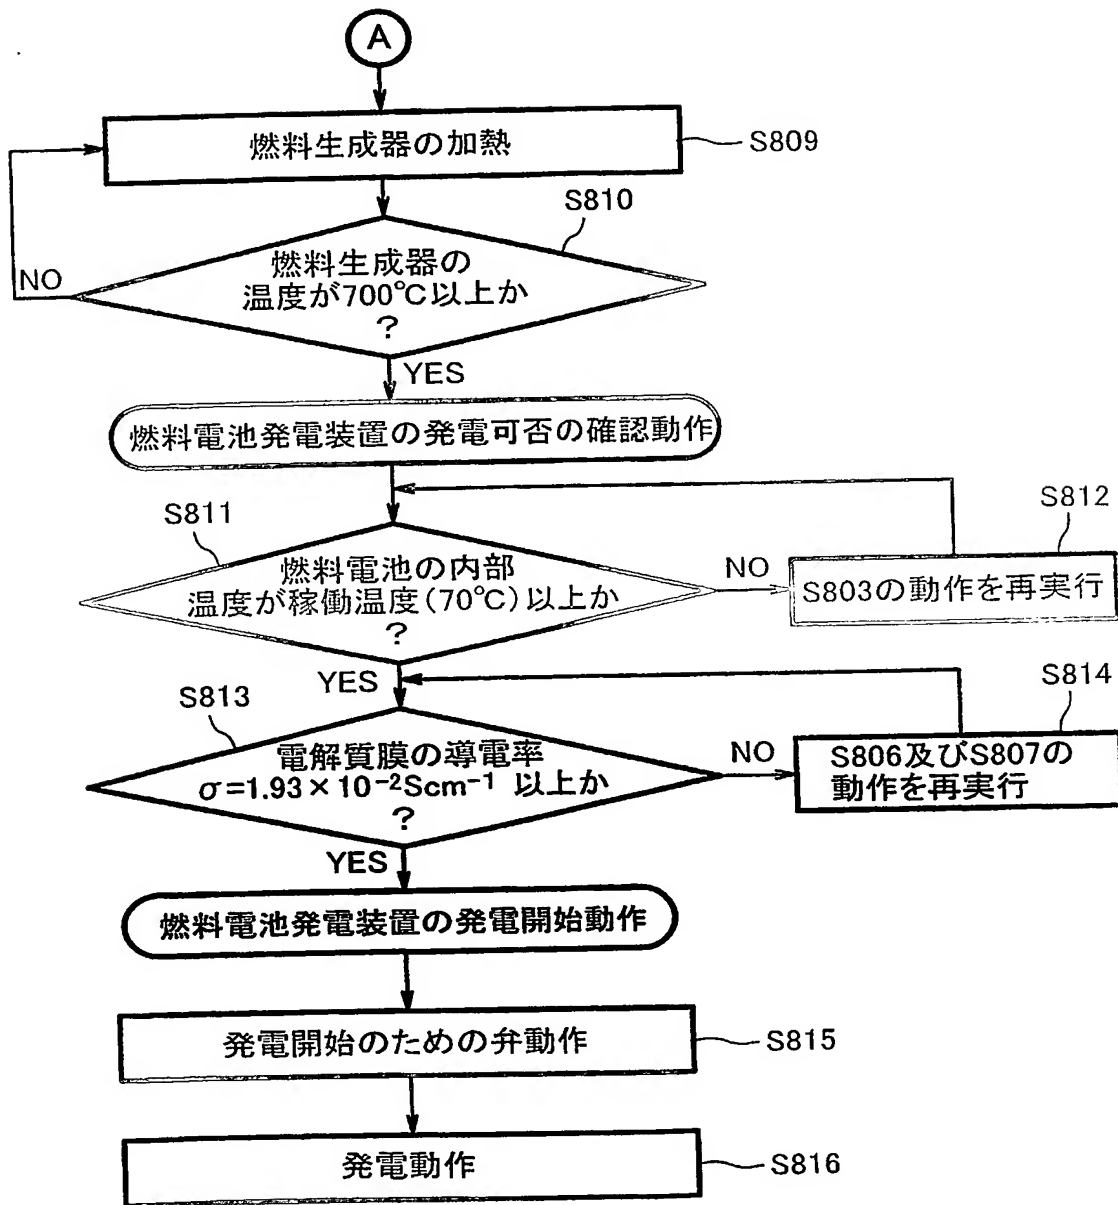 A
燃料生成器の加熱
S809
S810
燃料生成器の
温度が700℃以上か
?
NO
YES
燃料電池発電装置の発電可否の確認動作
S811
燃料電池の内部
温度が稼働温度(70℃)以上か
?
NO
S812
S803の動作を再実行
YES
S813
電解質膜の導電率
σ=1.93×10⁻²Scm⁻¹ 以上か
?
NO
S814
S806及びS807の
動作を再実行
YES
燃料電池発電装置の発電開始動作
発電開始のための弁動作
S815
発電動作
S816